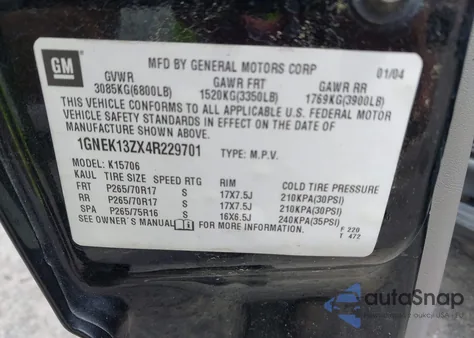 GM
MFD BY GENERAL MOTORS CORP 01/04
GVWR GAWR FRT GAWR RR
3085KG(6800LB) 1520KG(3350LB) 1769KG(3900LB)
THIS VEHICLE CONFORMS TO ALL APPLICABLE U.S. FEDERAL MOTOR
VEHICLE SAFETY STANDARDS IN EFFECT ON THE DATE OF
MANUFACTURE SHOWN ABOVE.
1GNEK13ZX4R229701 TYPE: M.P.V.
MODEL: K15706
KAUL TIRE SIZE SPEED RTG RIM COLD TIRE PRESSURE
FRT P265/70R17 S 17X7.5J 210KPA(30PSI)
RR P265/70R17 S 17X7.5J 210KPA(30PSI)
SPA P265/75R16 S 16X6.5J 240KPA(35PSI)
SEE OWNER'S MANUAL F 220
T 472
autoSnap